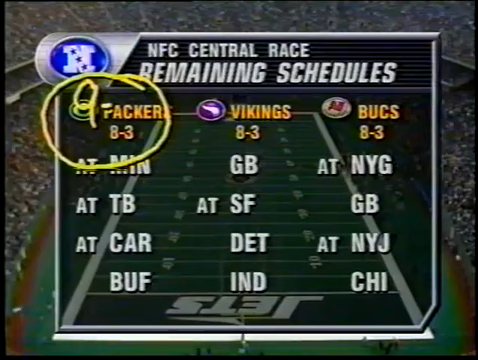 N
NFC CENTRAL RACE
REMAINING SCHEDULES
9-
PACKERS VIKINGS BUCS
8-3 8-3 8-3
AT MIN GB AT NYG
AT TB AT SF GB
AT CAR DET AT NYJ
BUF IND CHI
JETS